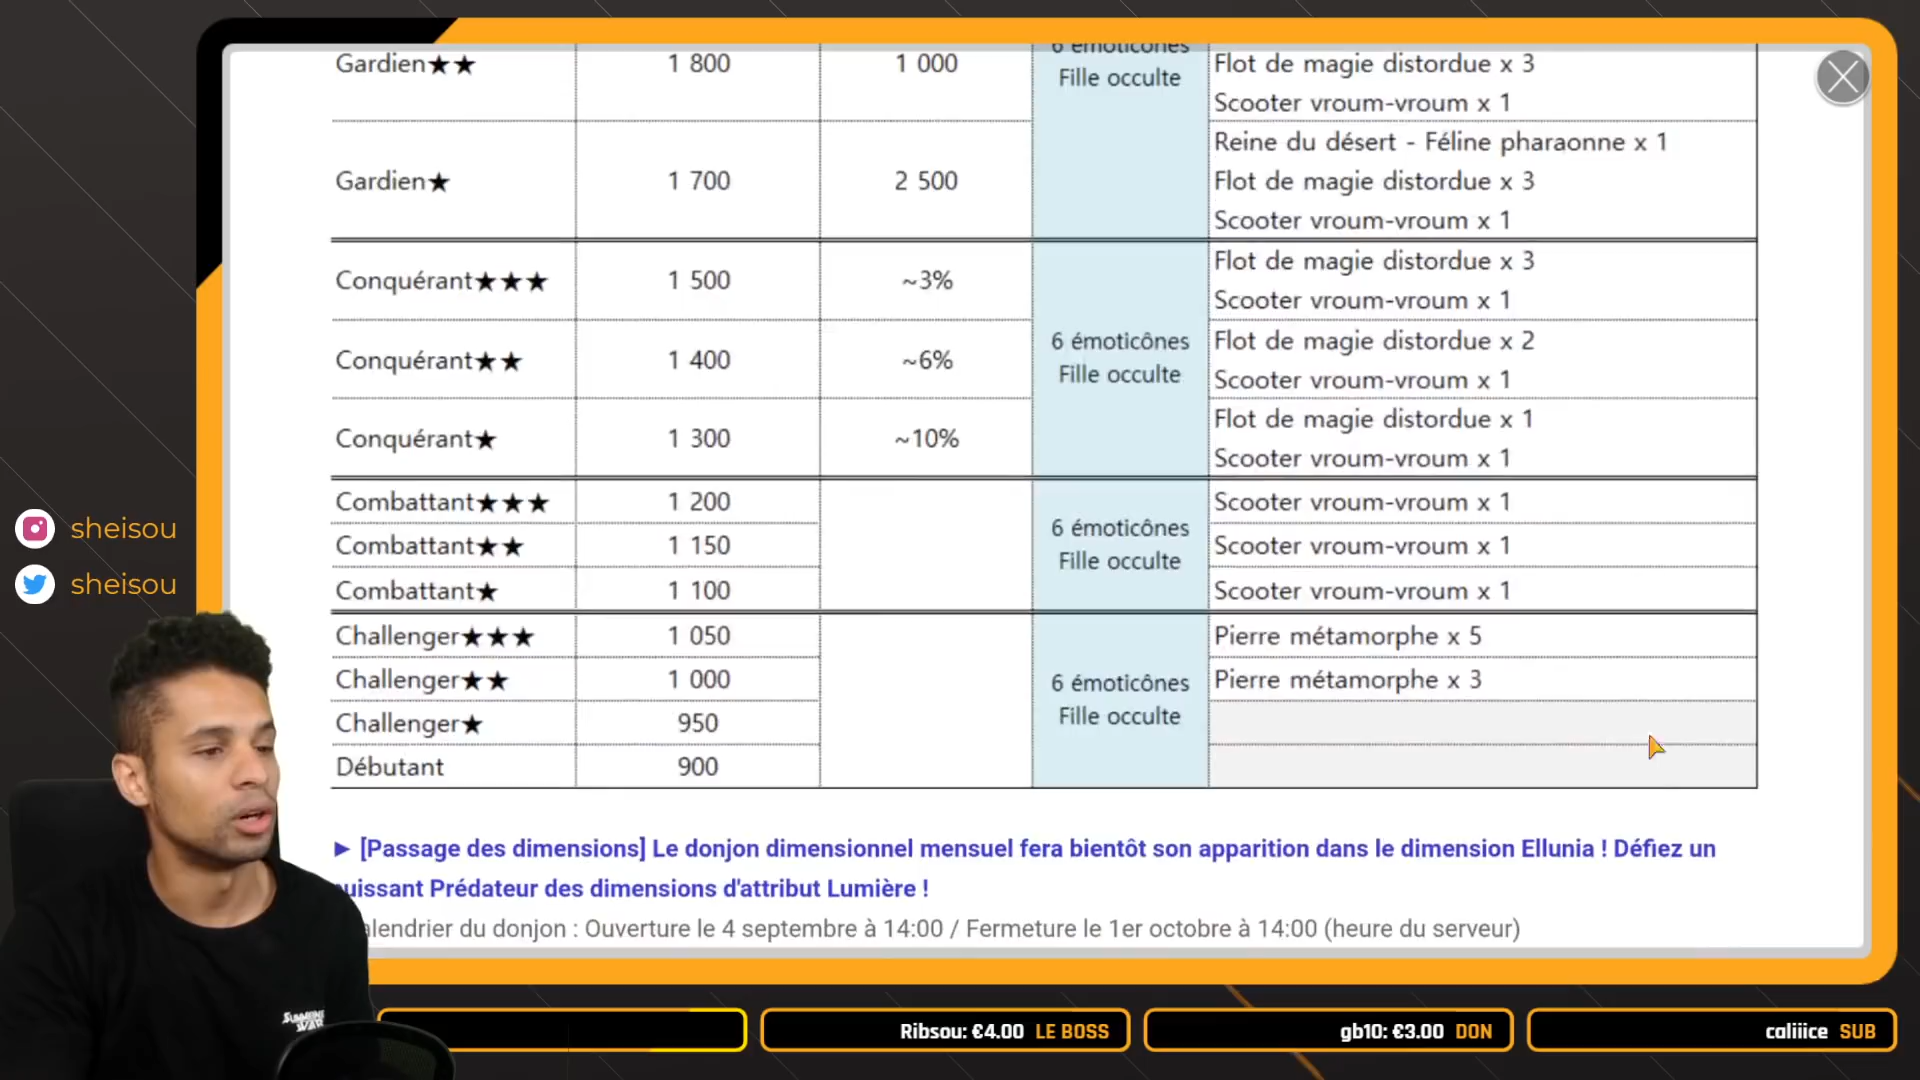 6 émoticônes
Gardien★★ 1 800 1 000 Fille occulte Flot de magie distordue x 3
Scooter vroum-vroum x 1
Reine du désert - Féline pharaonne x 1
Gardien★ 1 700 2 500 Flot de magie distordue x 3
Scooter vroum-vroum x 1
Conquérant★★★ 1 500 ~3% Flot de magie distordue x 3
Scooter vroum-vroum x 1
6 émoticônes
Fille occulte
Conquérant★★ 1 400 ~6% Flot de magie distordue x 2
Scooter vroum-vroum x 1
Conquérant★ 1 300 ~10% Flot de magie distordue x 1
Scooter vroum-vroum x 1
Combattant★★★ 1 200 Scooter vroum-vroum x 1
6 émoticônes
Fille occulte
Combattant★★ 1 150 Scooter vroum-vroum x 1
Combattant★ 1 100 Scooter vroum-vroum x 1
Challenger★★★ 1 050 Pierre métamorphe x 5
Challenger★★ 1 000 Pierre métamorphe x 3
6 émoticônes
Fille occulte
Challenger★ 950
Débutant 900
► [Passage des dimensions] Le donjon dimensionnel mensuel fera bientôt son apparition dans le dimension Ellunia ! Défiez un
puissant Prédateur des dimensions d'attribut Lumière !
alendrier du donjon : Ouverture le 4 septembre à 14:00 / Fermeture le 1er octobre à 14:00 (heure du serveur)
sheisou
sheisou
Ribsou: €4.00 LE BOSS
gb10: €3.00 DON
caliiice SUB